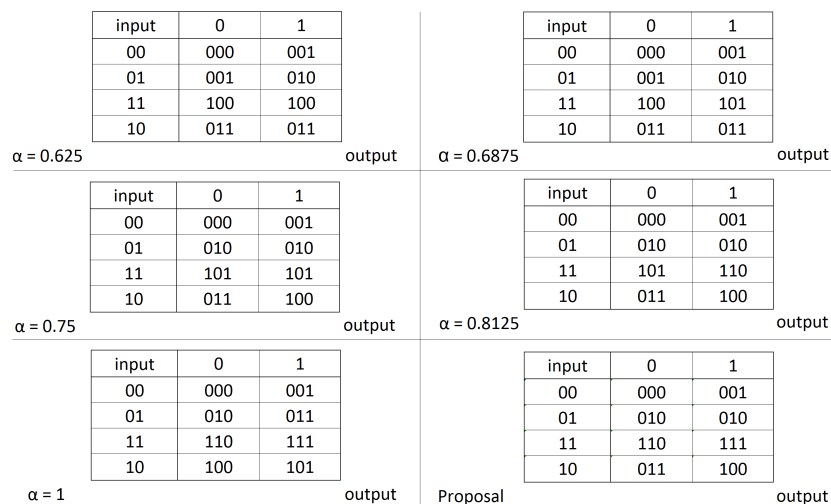 input 0 1
00 000 001
01 001 010
11 100 100
10 011 011
α = 0.625 output
input 0 1
00 000 001
01 001 010
11 100 101
10 011 011
α = 0.6875 output
input 0 1
00 000 001
01 010 010
11 101 101
10 011 100
α = 0.75 output
input 0 1
00 000 001
01 010 010
11 101 110
10 011 100
α = 0.8125 output
input 0 1
00 000 001
01 010 011
11 110 111
10 100 101
α = 1 output
input 0 1
00 000 001
01 010 010
11 110 111
10 011 100
Proposal output